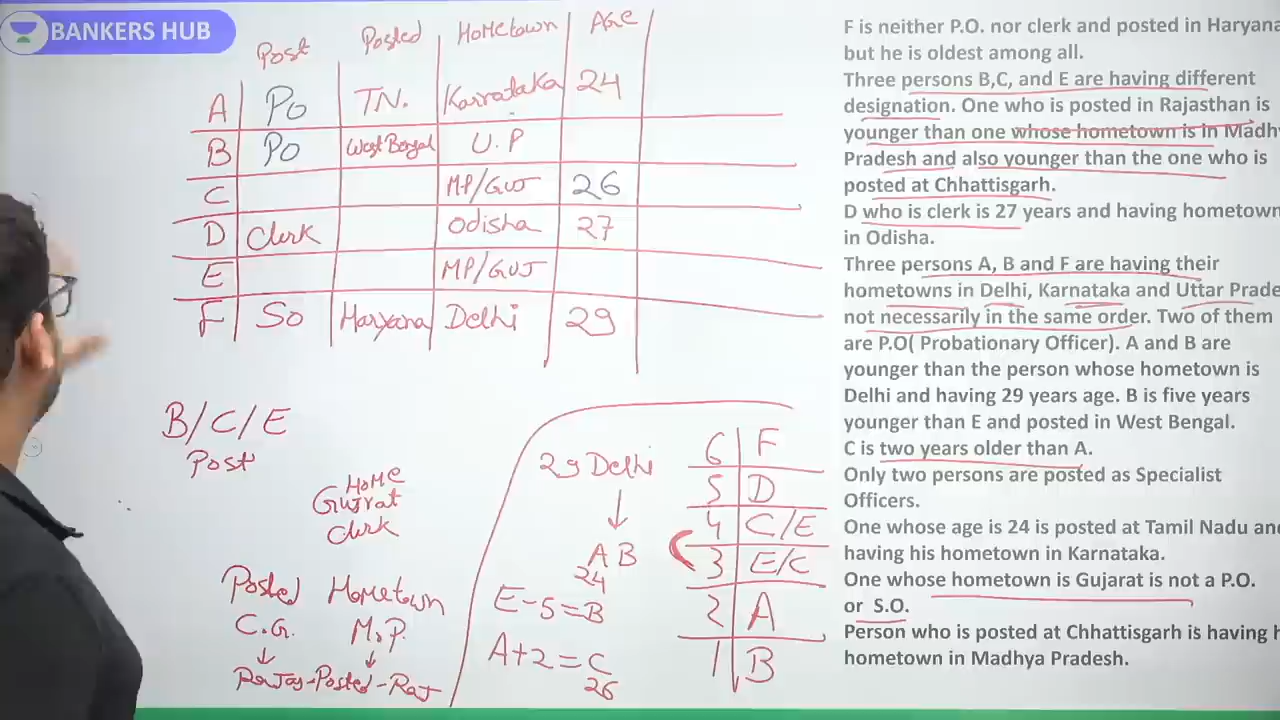 BANKERS HUB
Post Posted Hometown Age
A PO TN. Karnataka 24
B PO West Bengal U.P
C MP/GUJ 26
D Clerk Odisha 27
E MP/GUJ
F SO Haryana Delhi 29
B/C/E
Post
HOME
Gujrat
Clerk
Posted Hometown
C.G. M.P.
Rajas-Posted-Raj
29 Delhi
A B
24
E-5=B
A+2=C
26
6 F
5 D
4 C/E
3 E/C
2 A
1 B
F is neither P.O. nor clerk and posted in Haryana
but he is oldest among all.
Three persons B,C, and E are having different
designation. One who is posted in Rajasthan is
younger than one whose hometown is in Madhy
Pradesh and also younger than the one who is
posted at Chhattisgarh.
D who is clerk is 27 years and having hometown
in Odisha.
Three persons A, B and F are having their
hometowns in Delhi, Karnataka and Uttar Prade
not necessarily in the same order. Two of them
are P.O( Probationary Officer). A and B are
younger than the person whose hometown is
Delhi and having 29 years age. B is five years
younger than E and posted in West Bengal.
C is two years older than A.
Only two persons are posted as Specialist
Officers.
One whose age is 24 is posted at Tamil Nadu and
having his hometown in Karnataka.
One whose hometown is Gujarat is not a P.O.
or S.O.
Person who is posted at Chhattisgarh is having h
hometown in Madhya Pradesh.